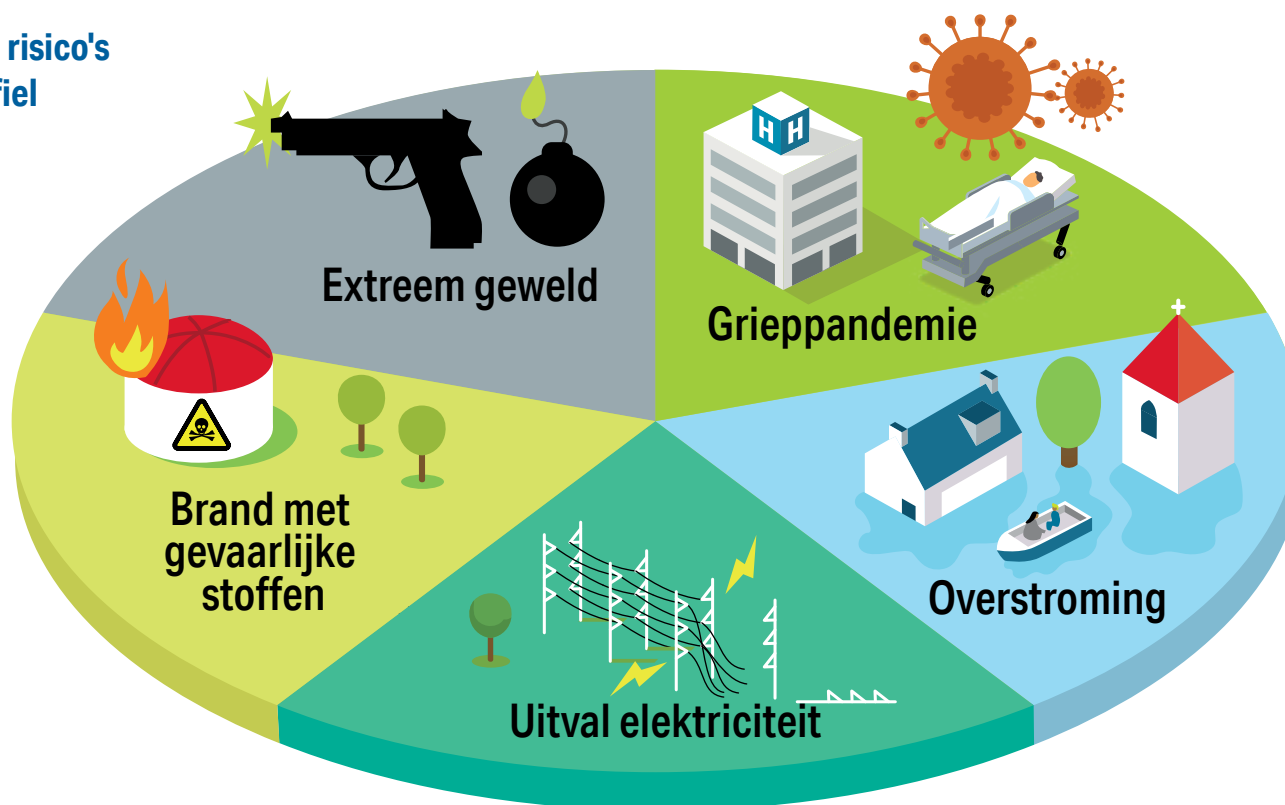 risico's
fiel
Extreem geweld
H H
Grieppandemie
Brand met
gevaarlijke
stoffen
Overstroming
Uitval elektriciteit